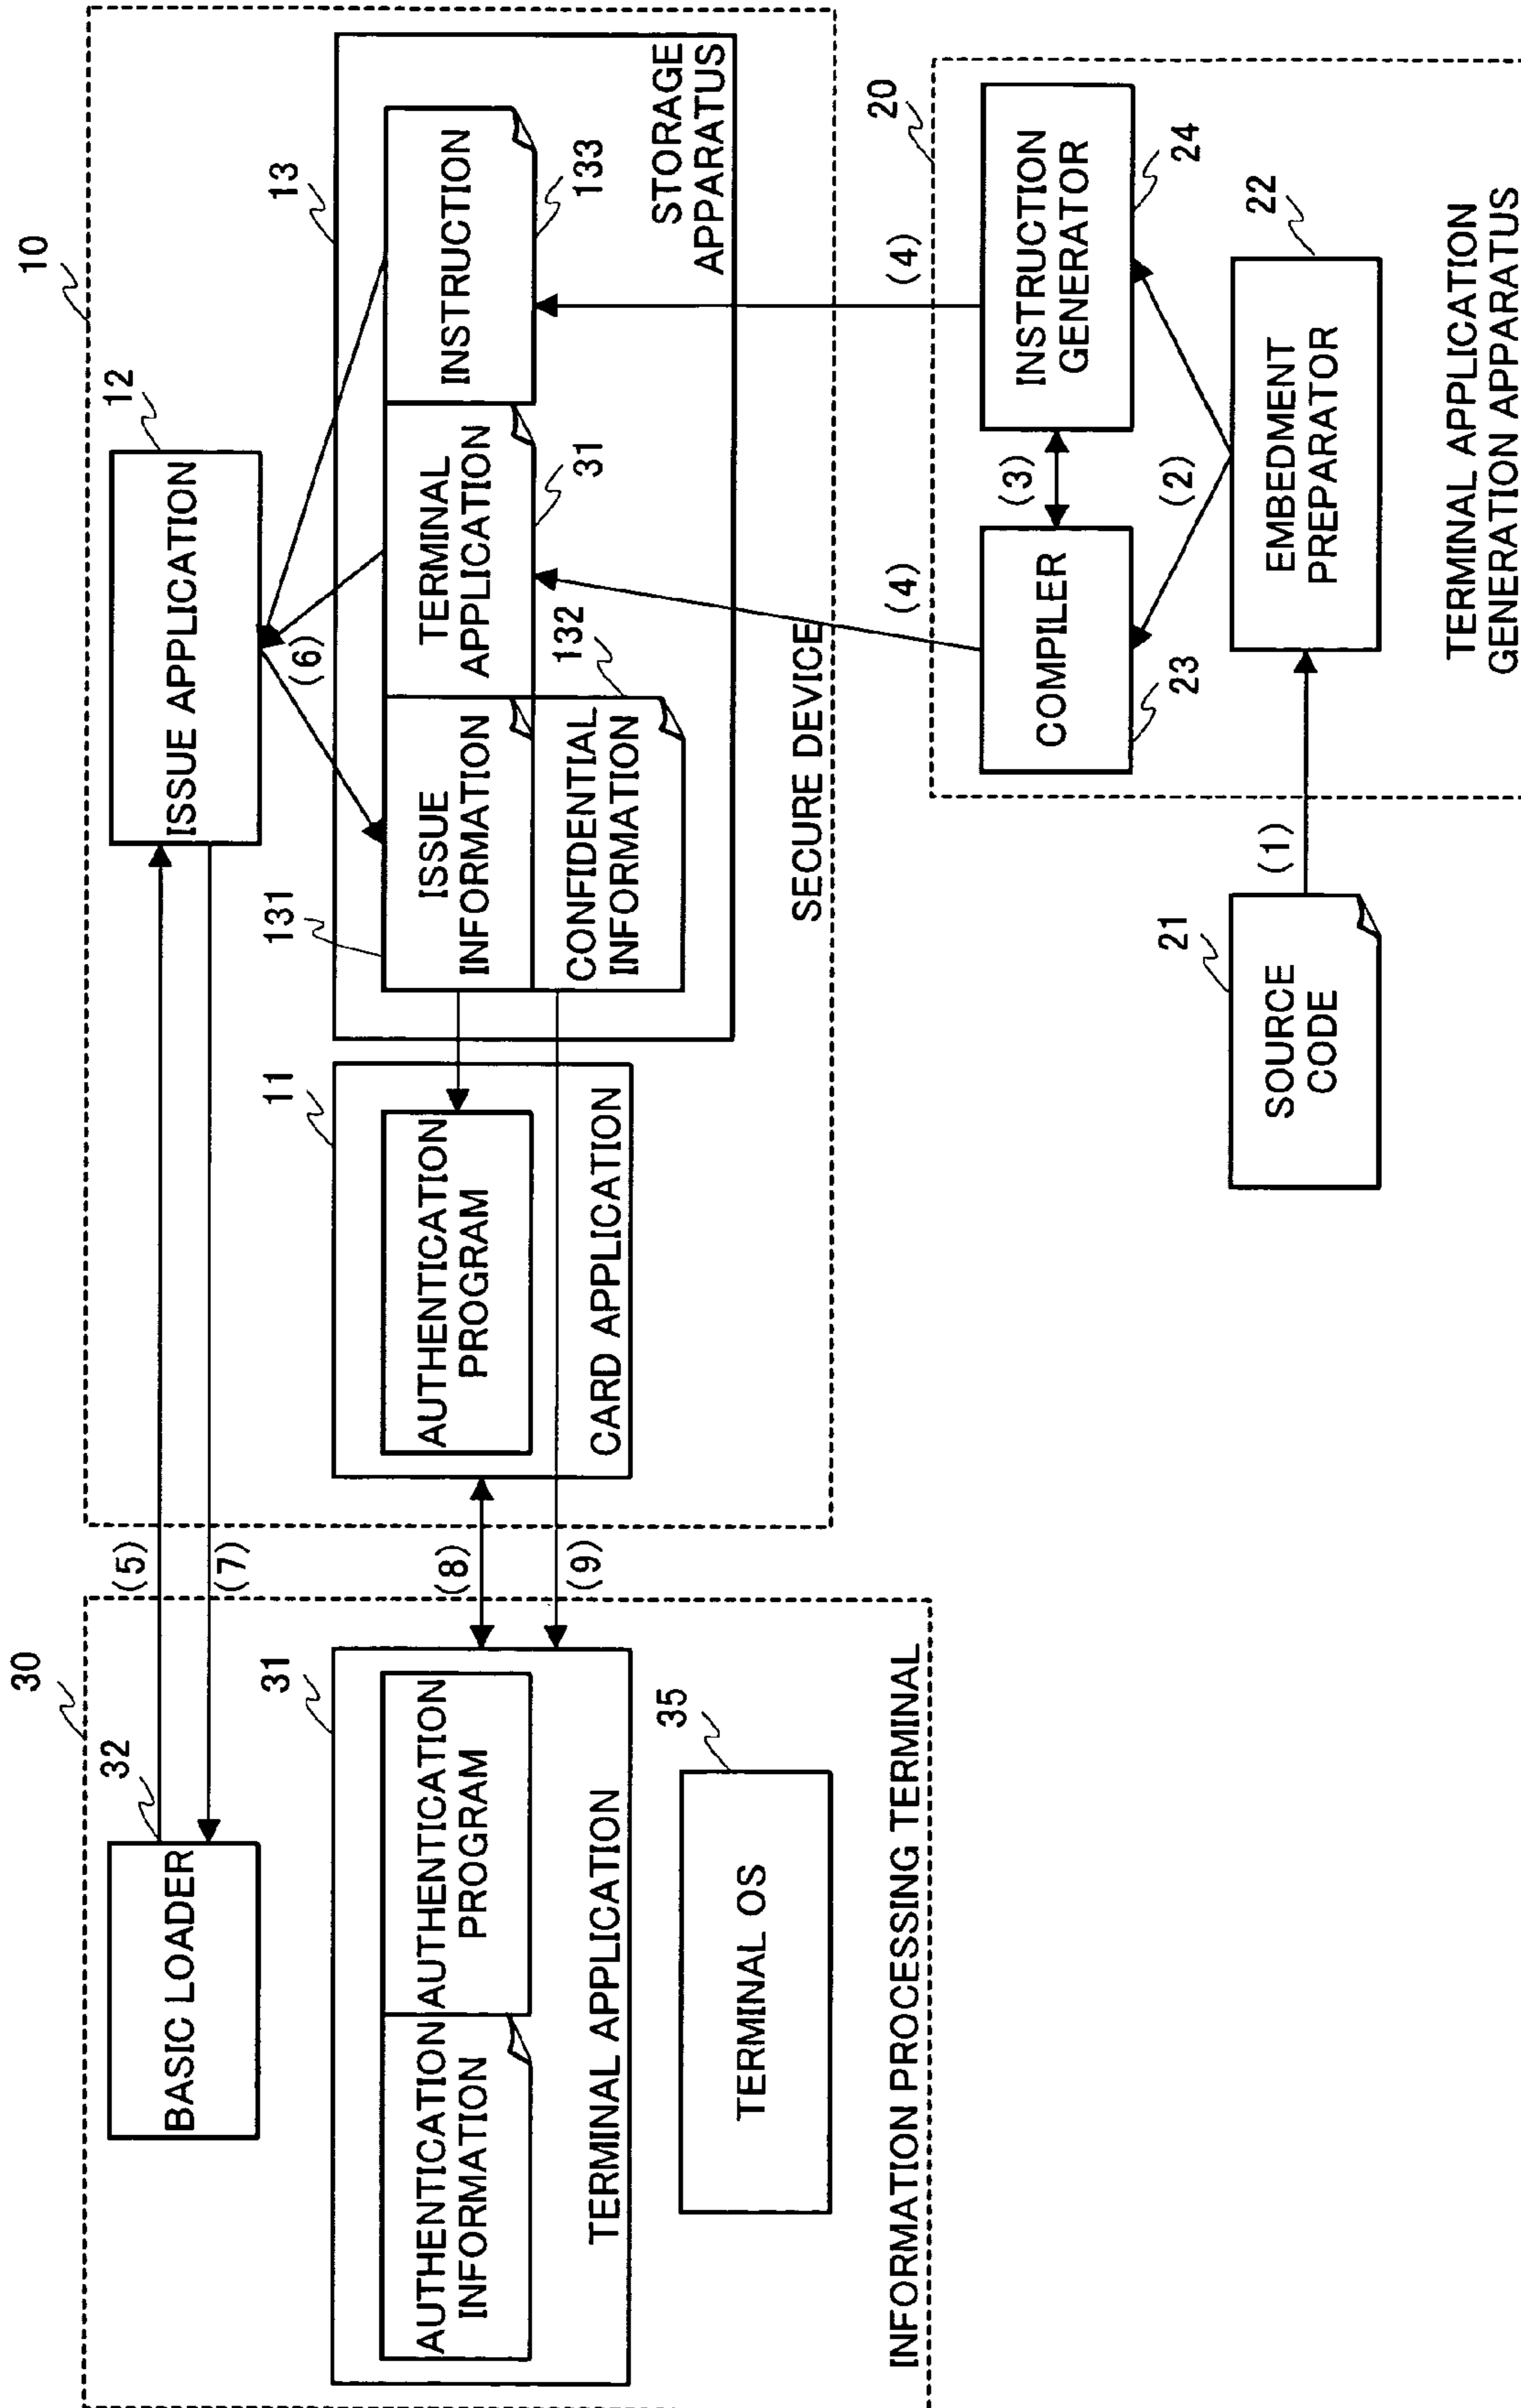 30
32
BASIC LOADER
31
AUTHENTICATION
INFORMATION
AUTHENTICATION
PROGRAM
TERMINAL APPLICATION
35
TERMINAL OS
INFORMATION PROCESSING TERMINAL
(5)
(7)
(8)
(9)
10
12
ISSUE APPLICATION
(6)
11
AUTHENTICATION
PROGRAM
CARD APPLICATION
13
131
ISSUE
INFORMATION
TERMINAL
APPLICATION
31
INSTRUCTION
133
CONFIDENTIAL
INFORMATION
132
STORAGE
APPARATUS
SECURE DEVICE
(4)
(4)
20
COMPILER
23
(3)
INSTRUCTION
GENERATOR
24
(2)
21
SOURCE
CODE
(1)
EMBEDMENT
PREPARATOR
22
TERMINAL APPLICATION
GENERATION APPARATUS